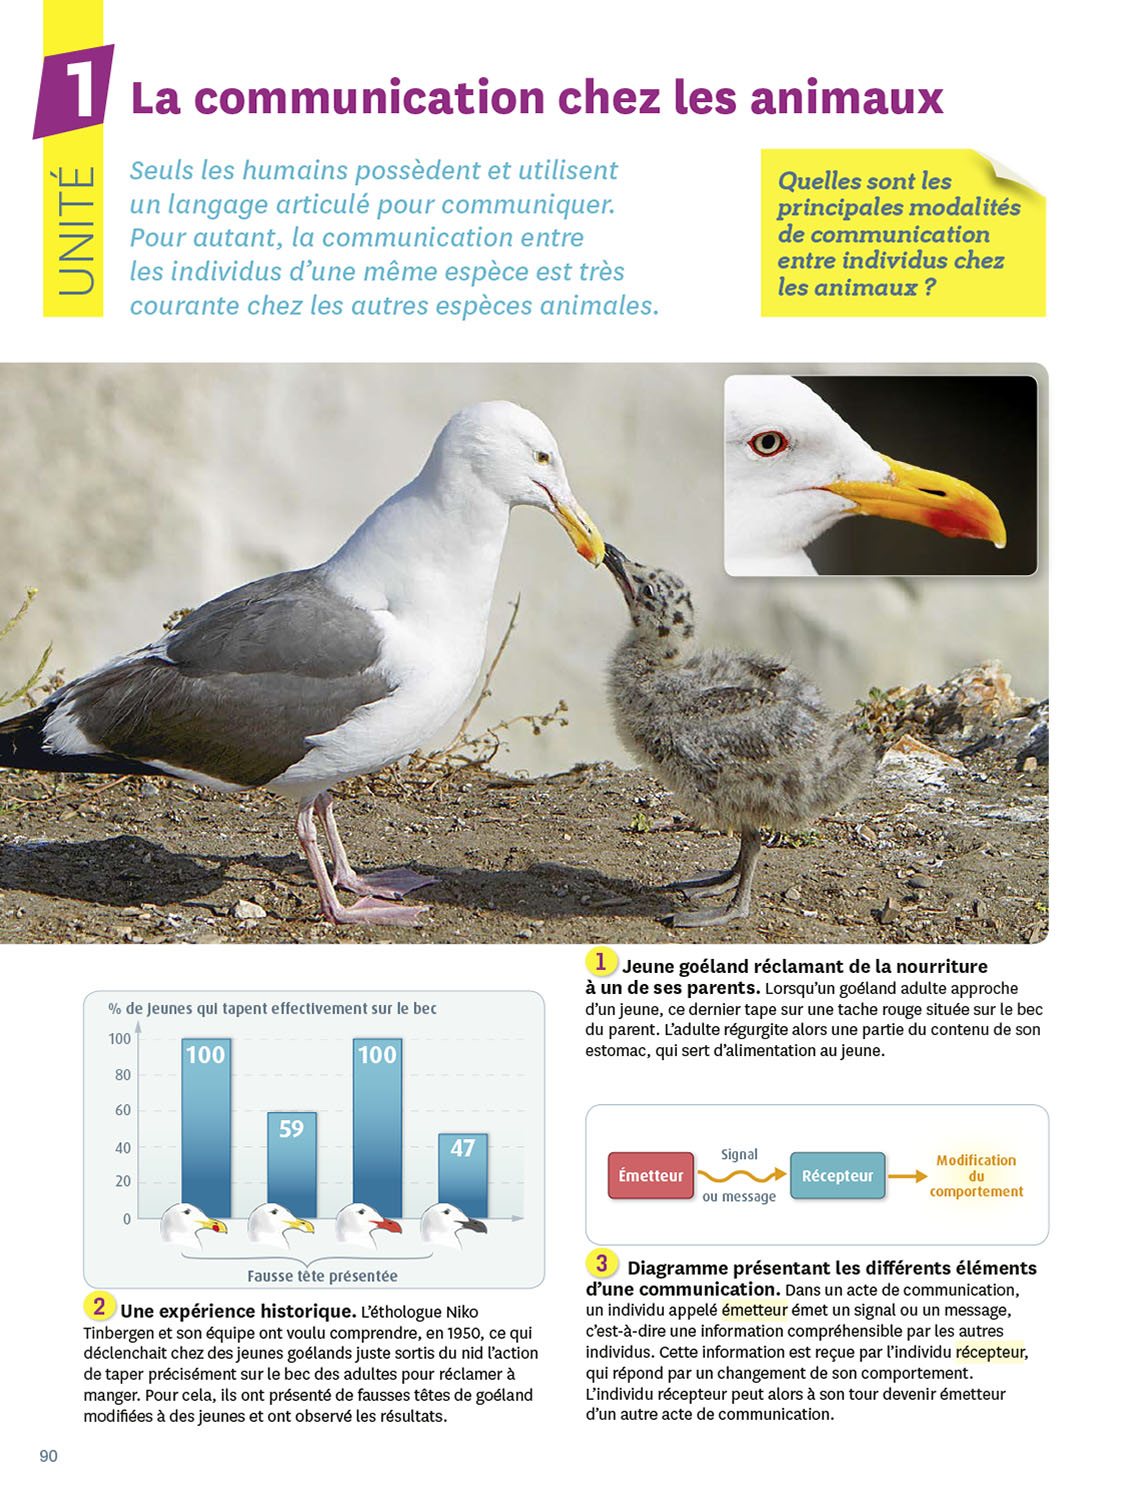 1
UNITÉ
La communication chez les animaux
Seuls les humains possèdent et utilisent
un langage articulé pour communiquer.
Pour autant, la communication entre
les individus d'une même espèce est très
courante chez les autres espèces animales.
Quelles sont les
principales modalités
de communication
entre individus chez
les animaux ?
1 Jeune goéland réclamant de la nourriture
à un de ses parents. Lorsqu'un goéland adulte approche
d'un jeune, ce dernier tape sur une tache rouge située sur le bec
du parent. L'adulte régurgite alors une partie du contenu de son
estomac, qui sert d'alimentation au jeune.
% de jeunes qui tapent effectivement sur le bec
100
80
60
40
20
0
100
59
100
47
Fausse tête présentée
2 Une expérience historique. L'éthologue Niko
Tinbergen et son équipe ont voulu comprendre, en 1950, ce qui
déclenchait chez des jeunes goélands juste sortis du nid l'action
de taper précisément sur le bec des adultes pour réclamer à
manger. Pour cela, ils ont présenté de fausses têtes de goéland
modifiées à des jeunes et ont observé les résultats.
Émetteur
Signal
ou message
Récepteur
Modification
du
comportement
3 Diagramme présentant les différents éléments
d'une communication. Dans un acte de communication,
un individu appelé émetteur émet un signal ou un message,
c'est-à-dire une information compréhensible par les autres
individus. Cette information est reçue par l'individu récepteur,
qui répond par un changement de son comportement.
L'individu récepteur peut alors à son tour devenir émetteur
d'un autre acte de communication.
90